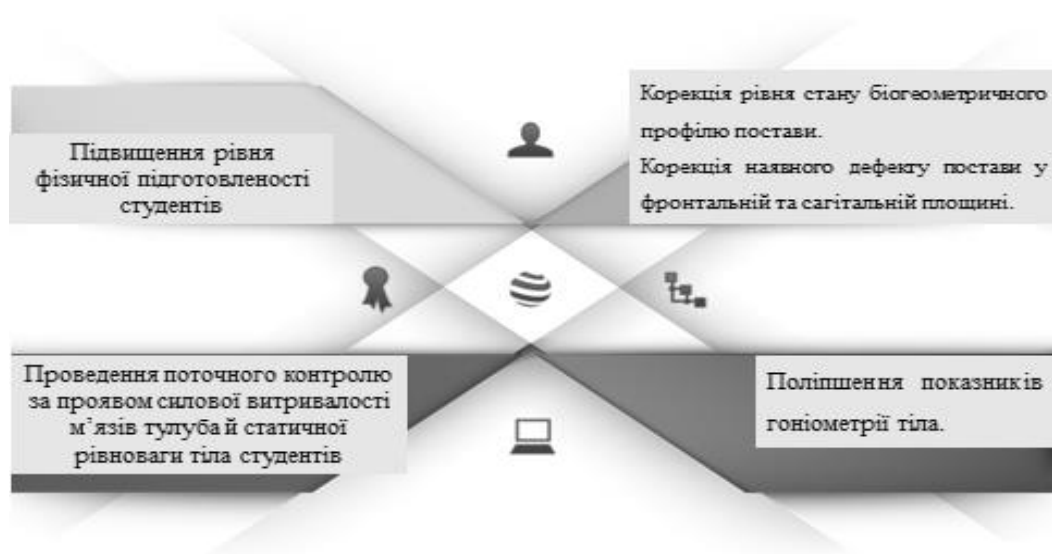 Підвищення рівня
фізичної підготовленості
студентів
Корекція рівня стану біогеометричного
профілю постави.
Корекція наявного дефекту постави у
фронтальній та сагітальній площині.
Проведення поточного контролю
за проявом силової витривалості
м’язів тулуба й статичної
рівноваги тіла студентів
Поліпшення показників
гоніометрії тіла.